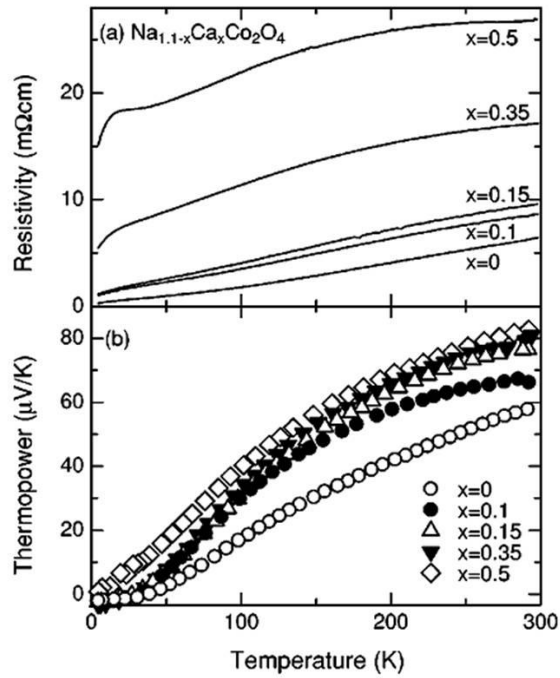 (a) Na1.1-xCaxCo2O4
x=0.5
x=0.35
x=0.15
x=0.1
x=0
20
10
0
Resistivity (mΩcm)
(b)
80
60
40
20
0
Thermopower (μV/K)
x=0
x=0.1
x=0.15
x=0.35
x=0.5
0 100 200 300
Temperature (K)